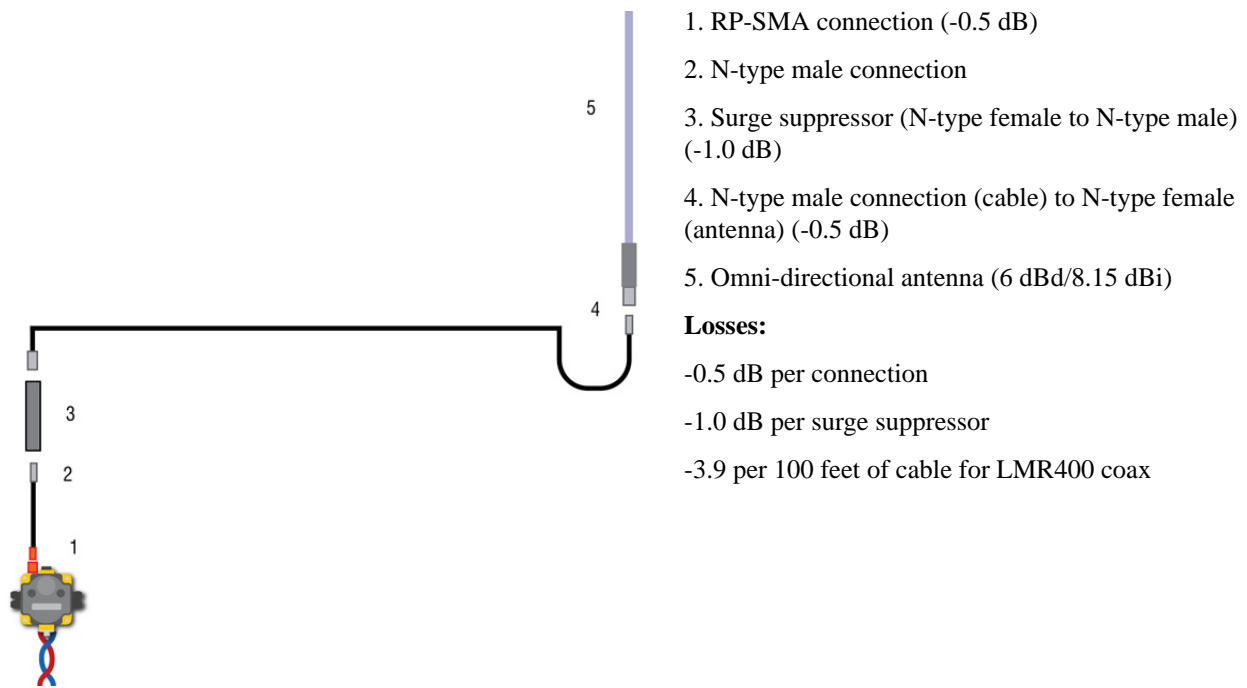 1. RP-SMA connection (-0.5 dB)
2. N-type male connection
3. Surge suppressor (N-type female to N-type male)
(-1.0 dB)
4. N-type male connection (cable) to N-type female
(antenna) (-0.5 dB)
5. Omni-directional antenna (6 dBd/8.15 dBi)
Losses:
-0.5 dB per connection
-1.0 dB per surge suppressor
-3.9 per 100 feet of cable for LMR400 coax
5
4
3
2
1